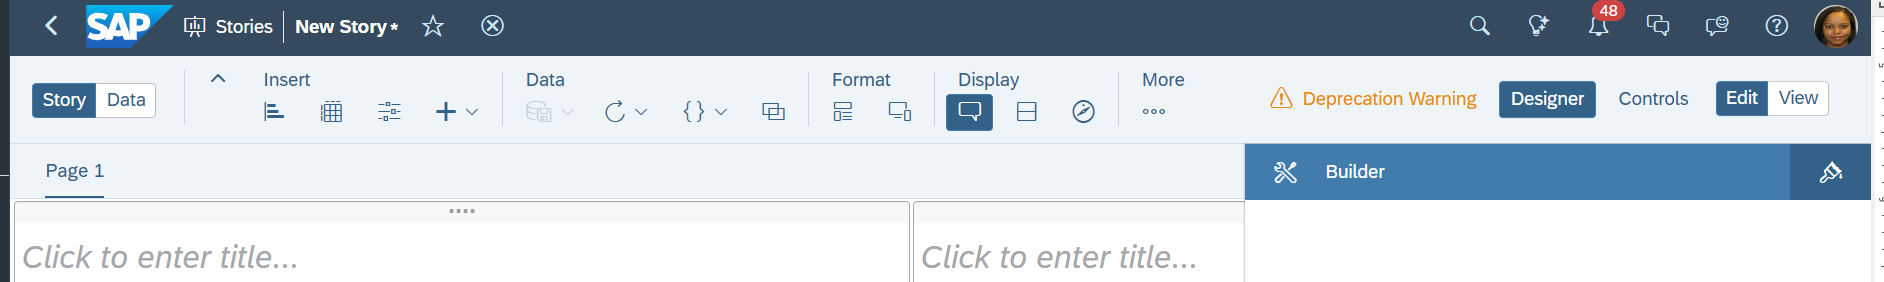 SAP Stories New Story * 48
Insert Data Format Display More
Story Data Deprecation Warning Designer Controls Edit View
Page 1 Builder
Click to enter title... Click to enter title...